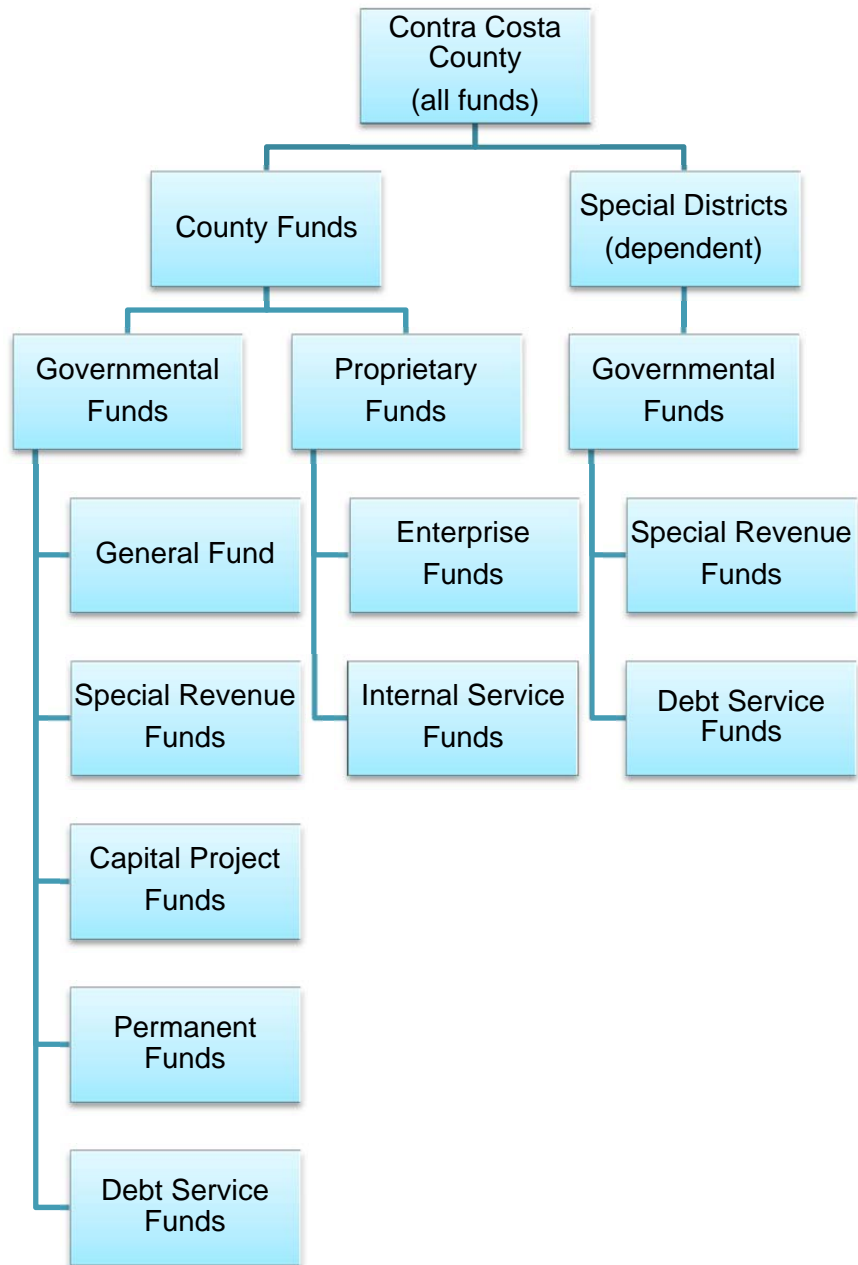 Contra Costa
County
(all funds)
County Funds
Special Districts
(dependent)
Governmental
Funds
Proprietary
Funds
Governmental
Funds
General Fund
Enterprise
Funds
Special Revenue
Funds
Special Revenue
Funds
Internal Service
Funds
Debt Service
Funds
Capital Project
Funds
Permanent
Funds
Debt Service
Funds